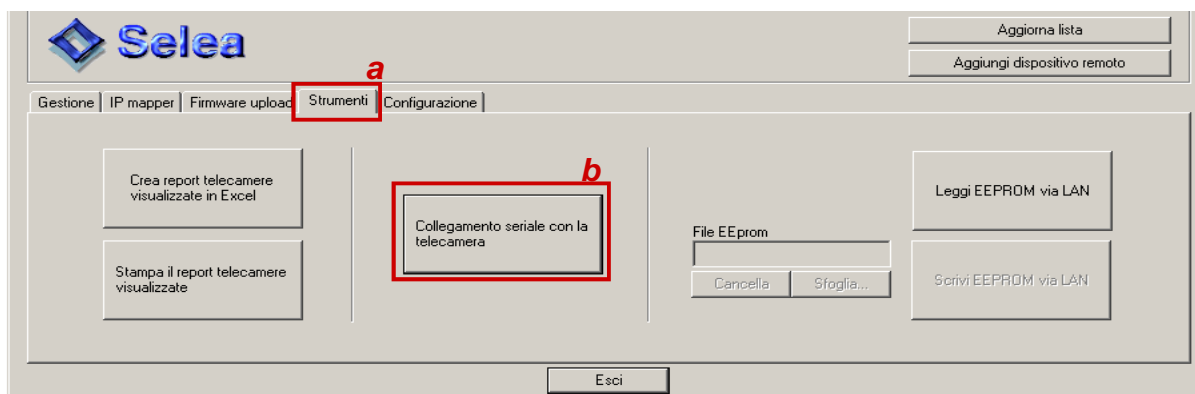 Selea
Aggiorna lista
Aggiungi dispositivo remoto
a
Gestione
IP mapper
Firmware upload
Strumenti
Configurazione
Crea report telecamere
visualizzate in Excel
Stampa il report telecamere
visualizzate
b
Collegamento seriale con la
telecamera
File EEprom
Cancella
Sfoglia...
Leggi EEPROM via LAN
Scrivi EEPROM via LAN
Esci